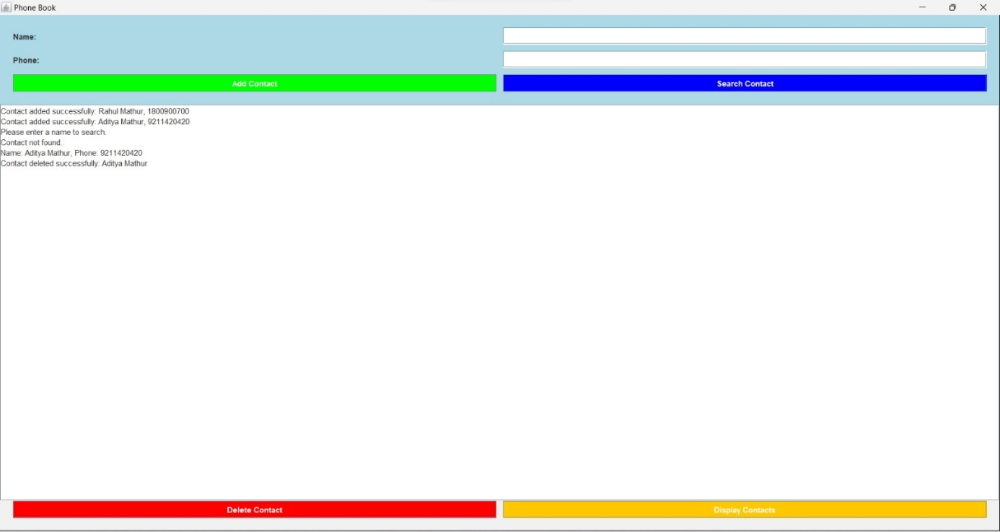 Phone Book
Name:
Phone:
Add Contact Search Contact
Contact added successfully: Rahul Mathur, 1800900700
Contact added successfully: Aditya Mathur, 9211420420
Please enter a name to search.
Contact not found.
Name: Aditya Mathur, Phone: 9211420420
Contact deleted successfully: Aditya Mathur
Delete Contact Display Contacts